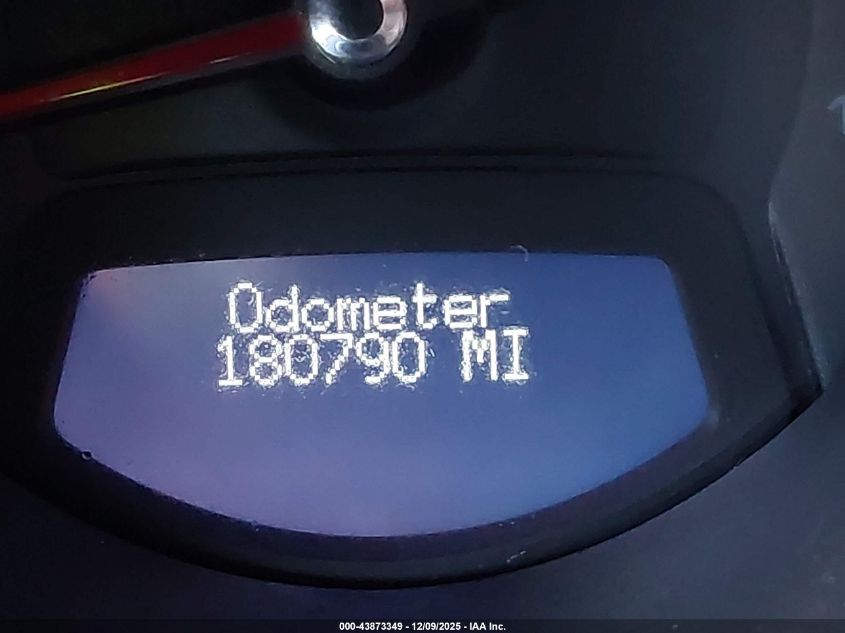 Odometer
180790 MI
000-43873349 - 12/09/2025 - IAA Inc.